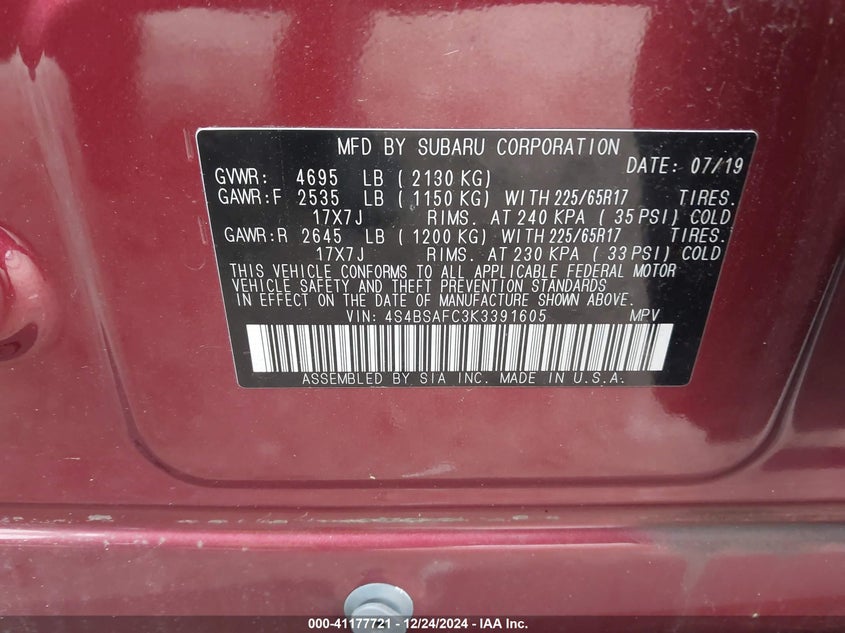 MFD BY SUBARU CORPORATION
DATE: 07/19
GVWR: 4695 LB ( 2130 KG)
GAWR:F 2535 LB ( 1150 KG) WITH 225/65R17 TIRES.
17X7J RIMS. AT 240 KPA ( 35 PSI) COLD
GAWR:R 2645 LB ( 1200 KG) WITH 225/65R17 TIRES.
17X7J RIMS. AT 230 KPA ( 33 PSI) COLD
THIS VEHICLE CONFORMS TO ALL APPLICABLE FEDERAL MOTOR
VEHICLE SAFETY AND THEFT PREVENTION STANDARDS
IN EFFECT ON THE DATE OF MANUFACTURE SHOWN ABOVE.
VIN: 4S4BSAFC3K3391605 MPV
ASSEMBLED BY SIA INC. MADE IN U.S.A.
000-41177721 - 12/24/2024 - IAA Inc.